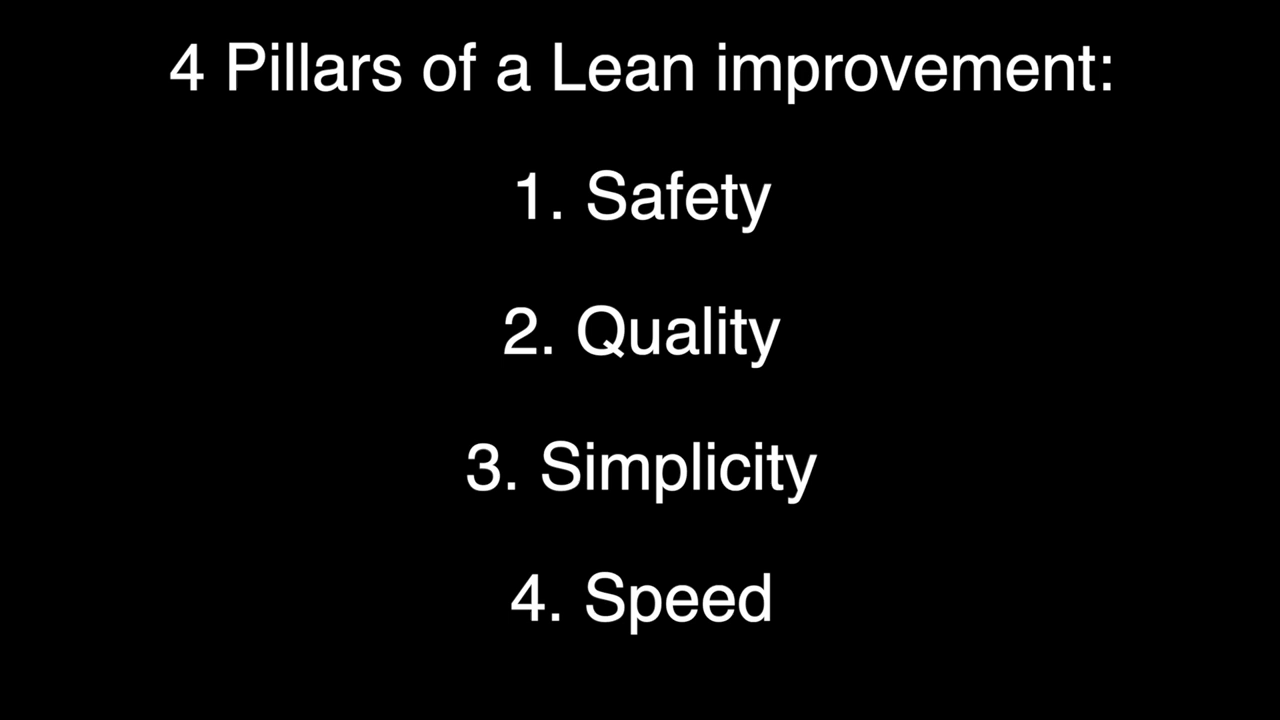 4 Pillars of a Lean improvement:
1. Safety
2. Quality
3. Simplicity
4. Speed